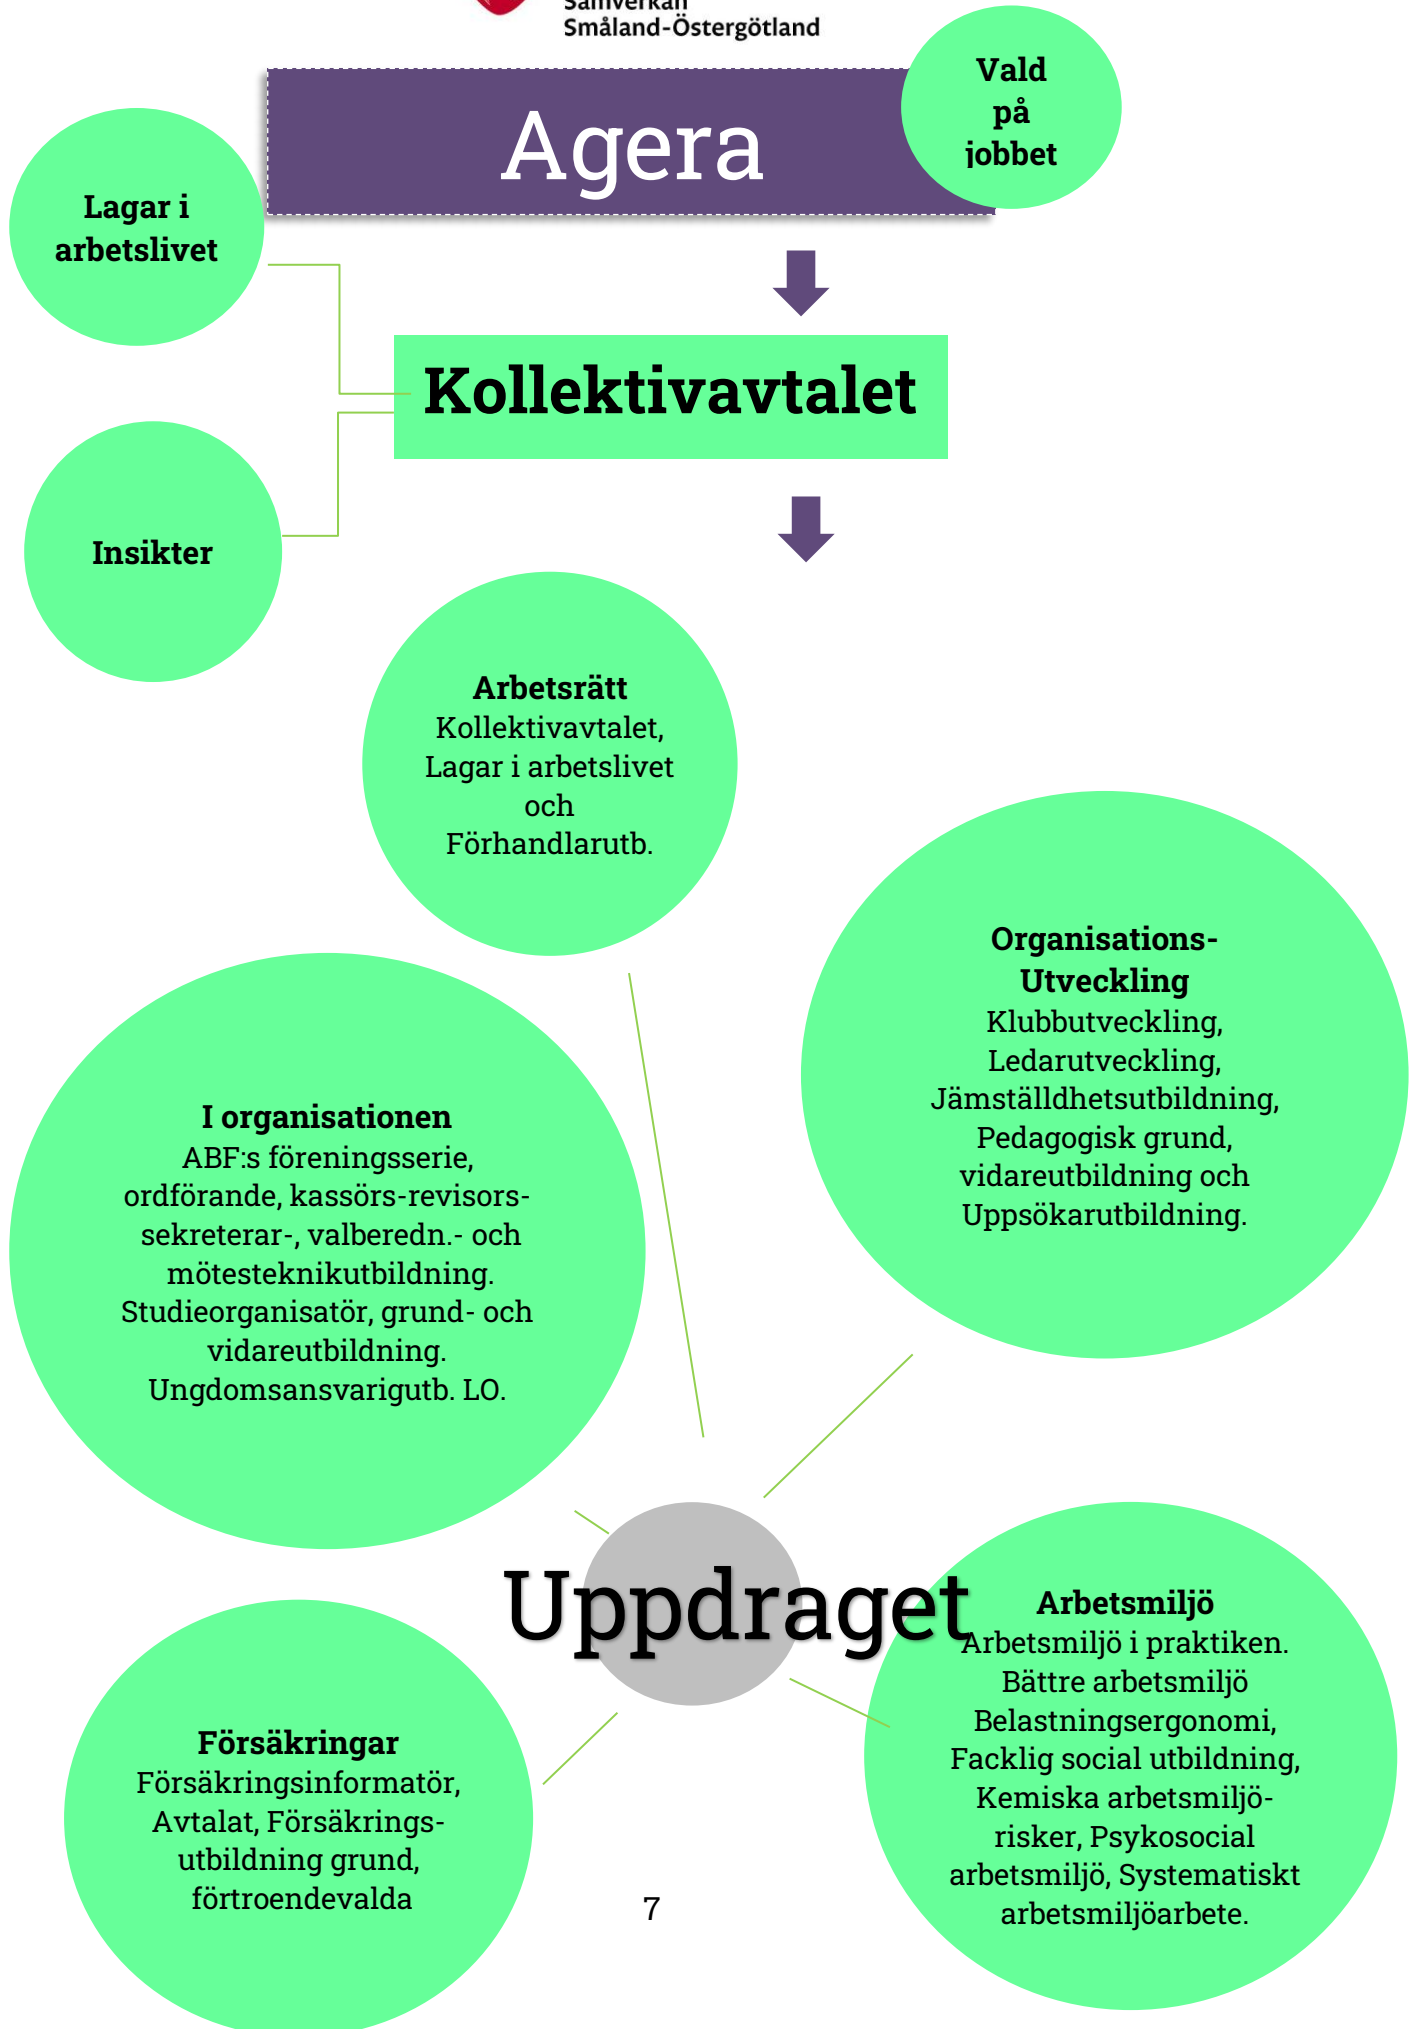 Samverkan
Småland-Östergötland
Vald
på
jobbet
Agera
Lagar i
arbetslivet
Kollektivavtalet
Insikter
Arbetsrätt
Kollektivavtalet,
Lagar i arbetslivet
och
Förhandlarutb.
Organisations-
Utveckling
Klubbutveckling,
Ledarutveckling,
Jämställdhetsutbildning,
Pedagogisk grund,
vidareutbildning och
Uppsökarutbildning.
I organisationen
ABF:s föreningsserie,
ordförande, kassörs-revisors-
sekreterar-, valberedn.- och
mötesteknikutbildning.
Studieorganisatör, grund- och
vidareutbildning.
Ungdomsansvarigutb. LO.
Uppdraget
Arbetsmiljö
Arbetsmiljö i praktiken.
Bättre arbetsmiljö
Belastningsergonomi,
Facklig social utbildning,
Kemiska arbetsmiljö-
risker, Psykosocial
arbetsmiljö, Systematiskt
arbetsmiljöarbete.
Försäkringar
Försäkringsinformatör,
Avtalat, Försäkrings-
utbildning grund,
förtroendevalda
7